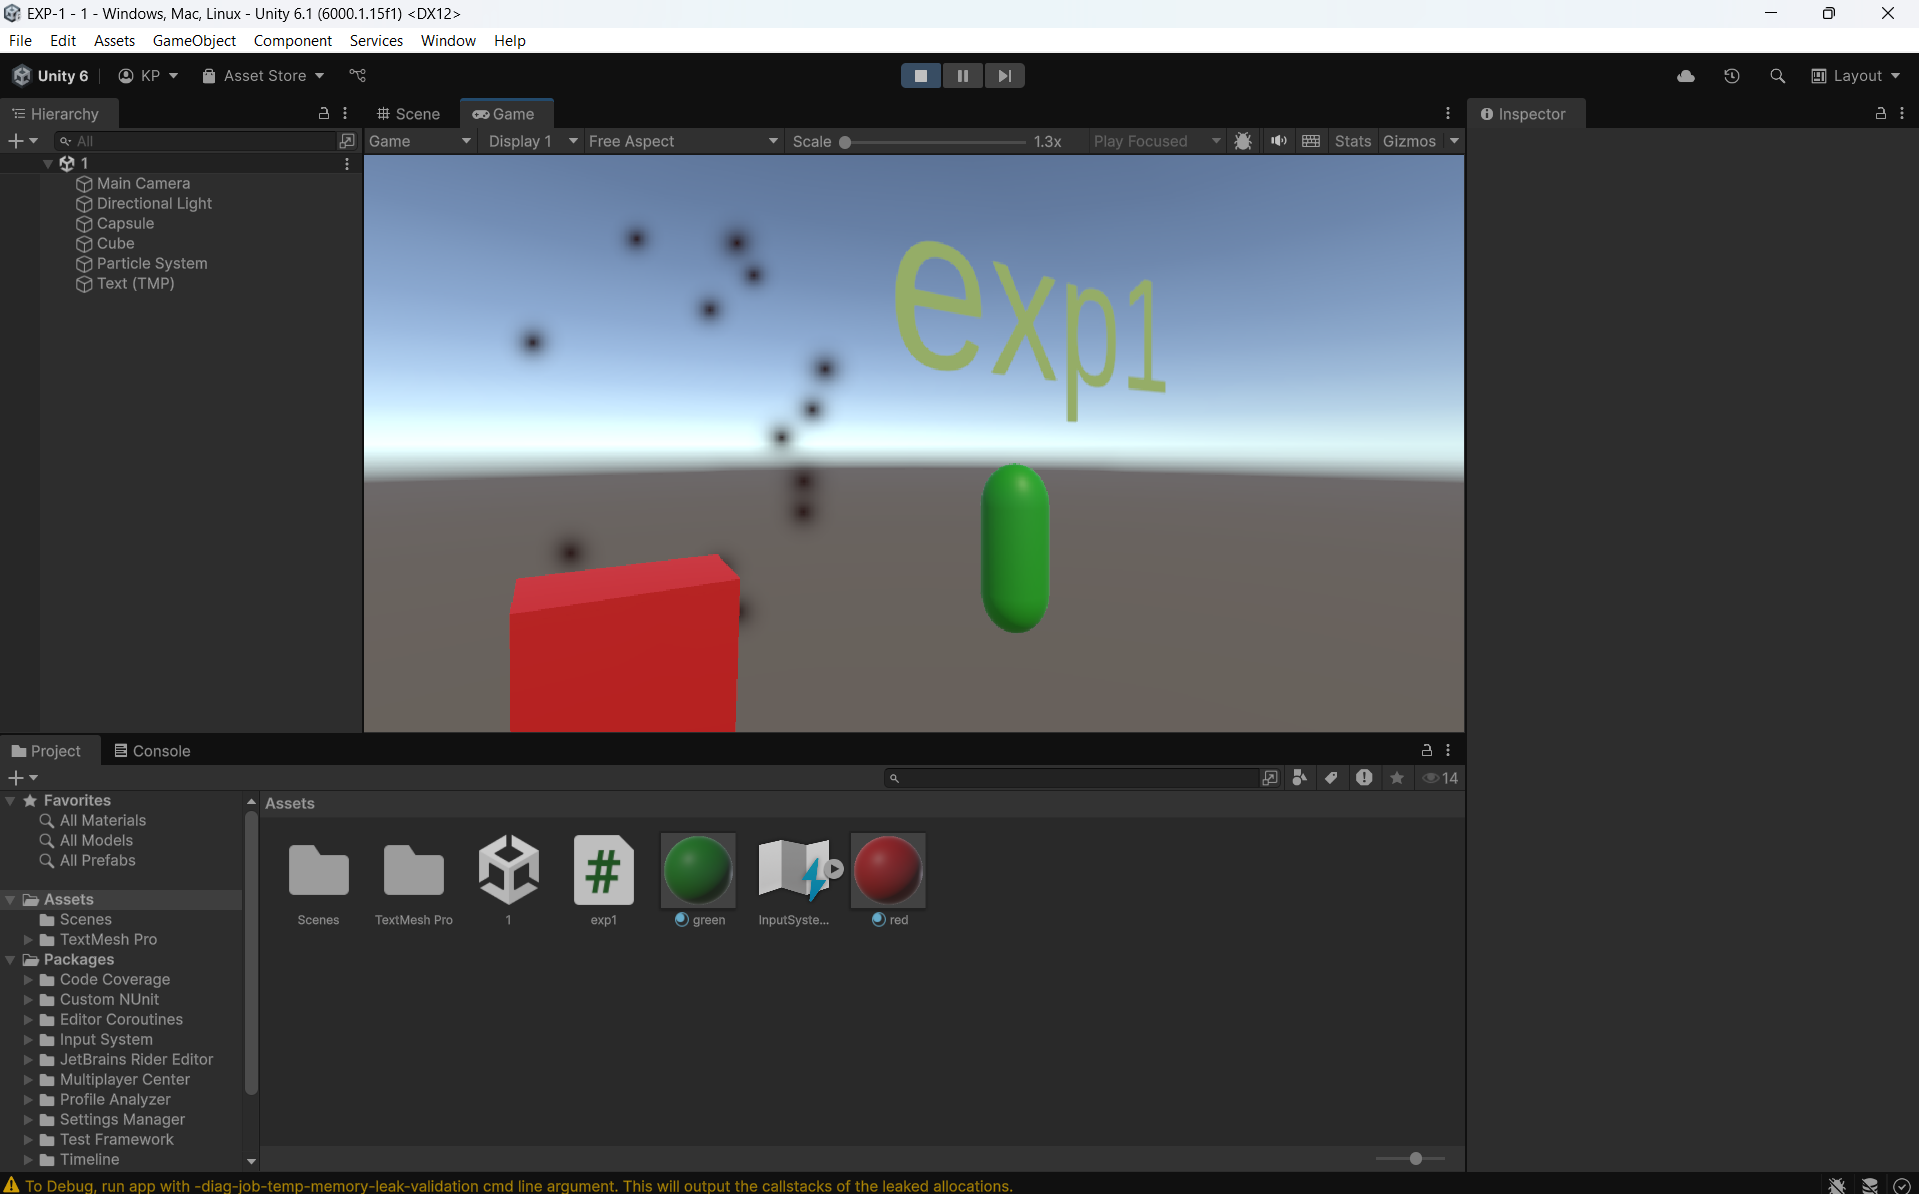 EXP-1 - 1 - Windows, Mac, Linux - Unity 6.1 (6000.1.15f1) <DX12>
File Edit Assets GameObject Component Services Window Help
Unity 6 KP Asset Store Layout
Hierarchy Scene Game Inspector
All Game Display 1 Free Aspect Scale 1.3x Play Focused Stats Gizmos
1
Main Camera
Directional Light
Capsule
Cube
Particle System
Text (TMP)
exp1
Project Console
14
Favorites
All Materials
All Models
All Prefabs
Assets
Scenes
TextMesh Pro
Packages
Code Coverage
Custom NUnit
Editor Coroutines
Input System
JetBrains Rider Editor
Multiplayer Center
Profile Analyzer
Settings Manager
Test Framework
Timeline
Assets
#
Scenes TextMesh Pro 1 exp1 green InputSyste... red
To Debug, run app with -diag-job-temp-memory-leak-validation cmd line argument. This will output the callstacks of the leaked allocations.